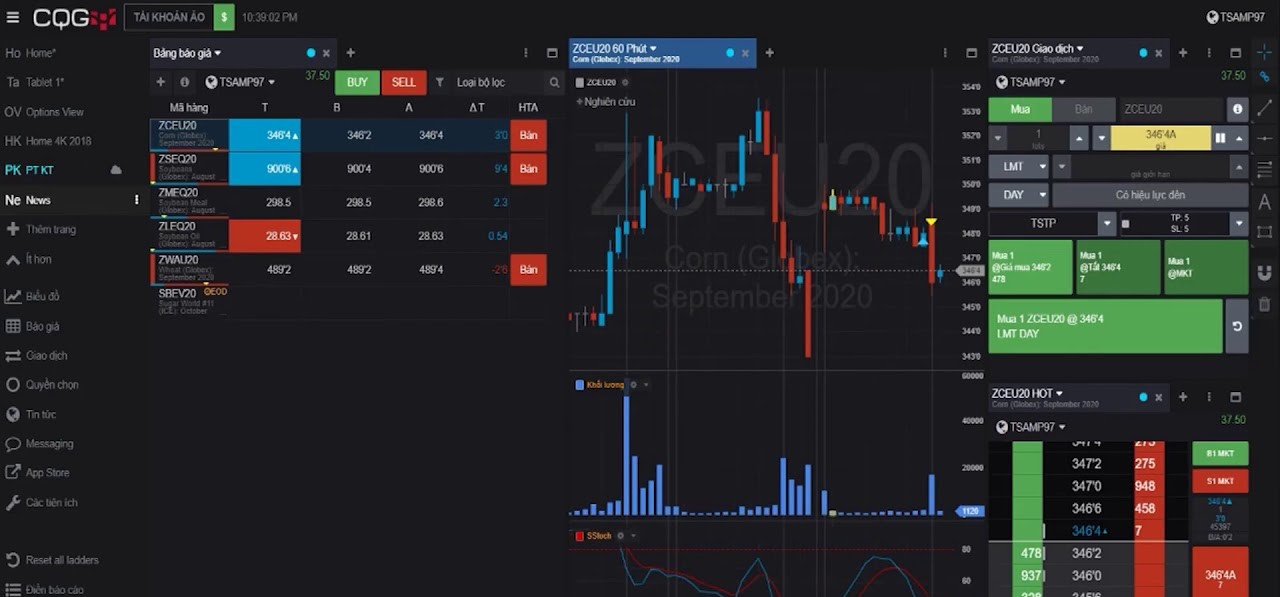 CQG
TÀI KHOẢN ẢO $ 10:39:02 PM
TSAMP97
Ho Home*
Ta Tablet 1*
OV Options View
HK Home 4K 2018
PK PT KT
Ne News
Thêm trang
Ít hơn
Biểu đồ
Báo giá
Giao dịch
Quyền chọn
Tin tức
Messaging
App Store
Các tiện ích
Reset all ladders
Điền báo cáo
Bảng báo giá
TSAMP97 37.50 BUY SELL Loại bộ lọc
Mã hàng T B A ΔT HTA
ZCEU20 346'4 346'2 346'4 3'0 Bán
Corn (Globex):
September 2020
ZSEQ20 900'6 900'4 900'6 9'4 Bán
Soybeans
(Globex): August
ZMEQ20 298.5 298.5 298.6 2.3
Soybean Meal
(Globex): August
ZLEQ20 28.63 28.61 28.63 0.54
Soybean Oil
(Globex): August
ZWAU20 489'2 489'2 489'4 -2'6 Bán
Wheat (Globex):
September 2020
SBEV20 EOD
Sugar World #11
(ICE): October
ZCEU20 60 Phút
Corn (Globex): September 2020
ZCEU20
Nghiên cứu
ZCEU20
Corn (Globex):
September 2020
354'0
353'0
352'0
351'0
350'0
349'0
348'0
347'0
346'4
346'0
345'0
344'0
343'0
Khối lượng
60000
40000
20000
1120
SStoch
80
60
ZCEU20 Giao dịch
Corn (Globex): September 2020
TSAMP97
37.50
Mua Bán ZCEU20
1 346'4A
lots giá
LMT giá giới hạn
DAY Có hiệu lực đến
TSTP TP: 5
SL: 5
Mua 1
@Giá mua 346'2
478
Mua 1
@Tất 346'4
7
Mua 1
@MKT
Mua 1 ZCEU20 @ 346'4
LMT DAY
ZCEU20 HOT
Corn (Globex): September 2020
37.50
TSAMP97
347'4 273
347'2 275
347'0 948
346'6 458
346'4 7
478 346'2
937 346'0
328 345'6
B1 MKT
S1 MKT
346'4
1
3'0
45397
B/A:0'2
346'4A
7